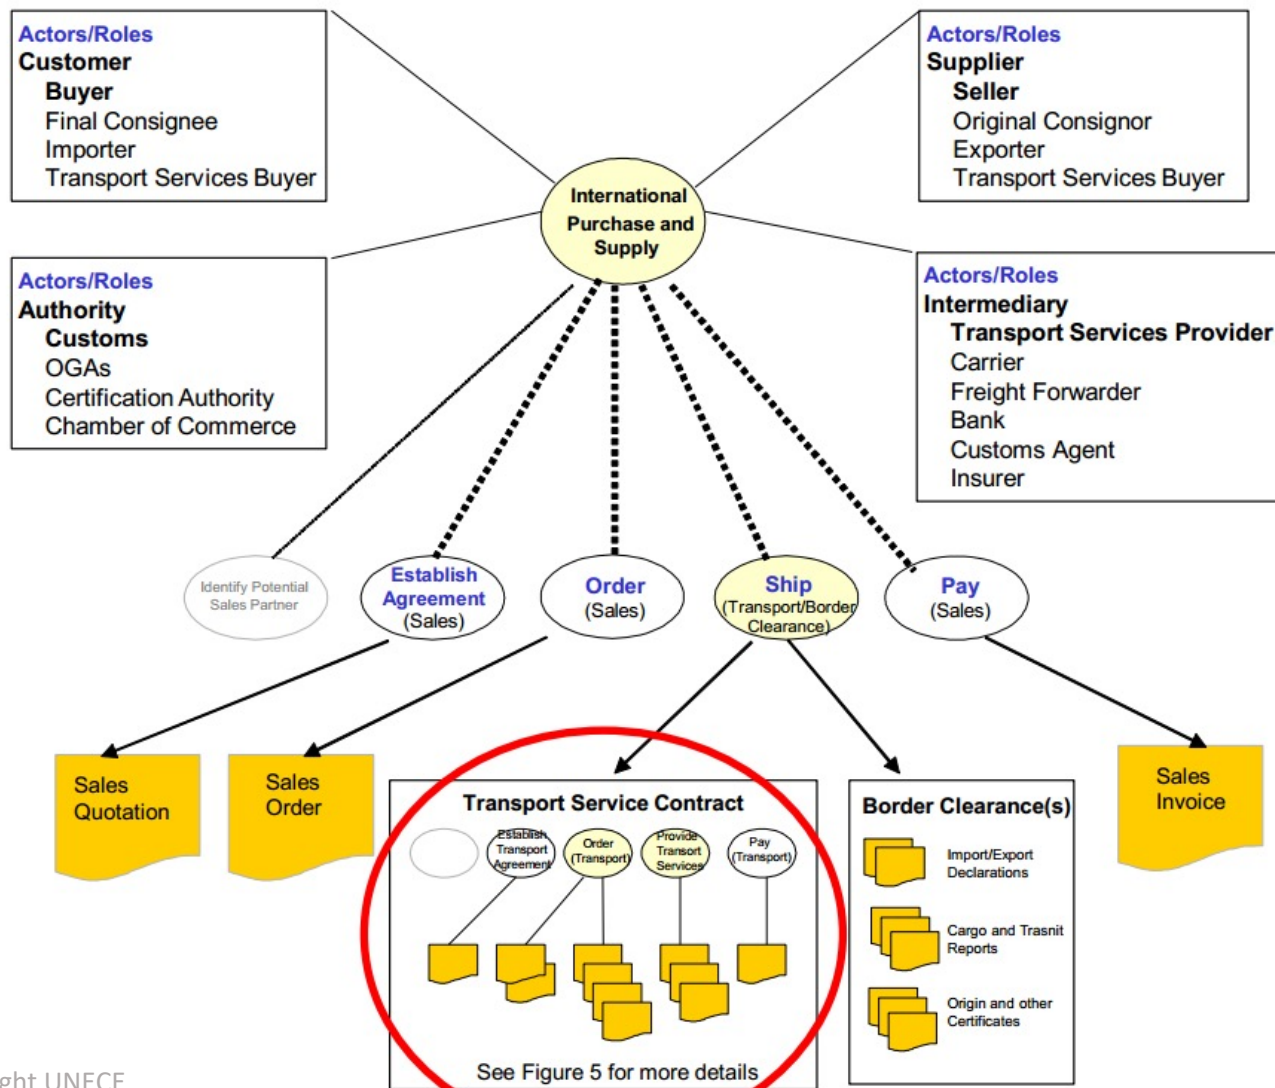 Actors/Roles
Customer
Buyer
Final Consignee
Importer
Transport Services Buyer
Actors/Roles
Supplier
Seller
Original Consignor
Exporter
Transport Services Buyer
International
Purchase and
Supply
Actors/Roles
Authority
Customs
OGAs
Certification Authority
Chamber of Commerce
Actors/Roles
Intermediary
Transport Services Provider
Carrier
Freight Forwarder
Bank
Customs Agent
Insurer
Identify Potential
Sales Partner
Establish
Agreement
(Sales)
Order
(Sales)
Ship
(Transport/Border
Clearance)
Pay
(Sales)
Sales
Quotation
Sales
Order
Transport Service Contract
Establish
Transport
Agreement
Order
(Transport)
Provide
Transort
Services
Pay
(Transport)
See Figure 5 for more details
Border Clearance(s)
Import/Export
Declarations
Cargo and Trasnit
Reports
Origin and other
Certificates
Sales
Invoice
ght UNECE